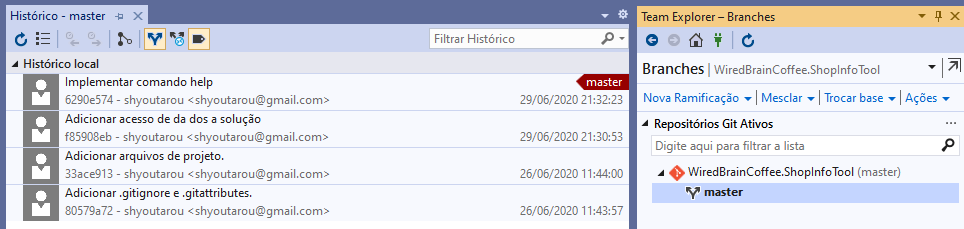 Histórico - master
Filtrar Histórico
Histórico local
Implementar comando help
master
6290e574 - shyoutarou <shyoutarou@gmail.com>
29/06/2020 21:32:23
Adicionar acesso de da dos a solução
f85908eb - shyoutarou <shyoutarou@gmail.com>
29/06/2020 21:30:53
Adicionar arquivos de projeto.
33ace913 - shyoutarou <shyoutarou@gmail.com>
26/06/2020 11:44:00
Adicionar .gitignore e .gitattributes.
80579a72 - shyoutarou <shyoutarou@gmail.com>
26/06/2020 11:43:57
Team Explorer – Branches
Branches | WiredBrainCoffee.ShopInfoTool
Nova Ramificação | Mesclar | Trocar base | Ações
Repositórios Git Ativos
Digite aqui para filtrar a lista
WiredBrainCoffee.ShopInfoTool (master)
master